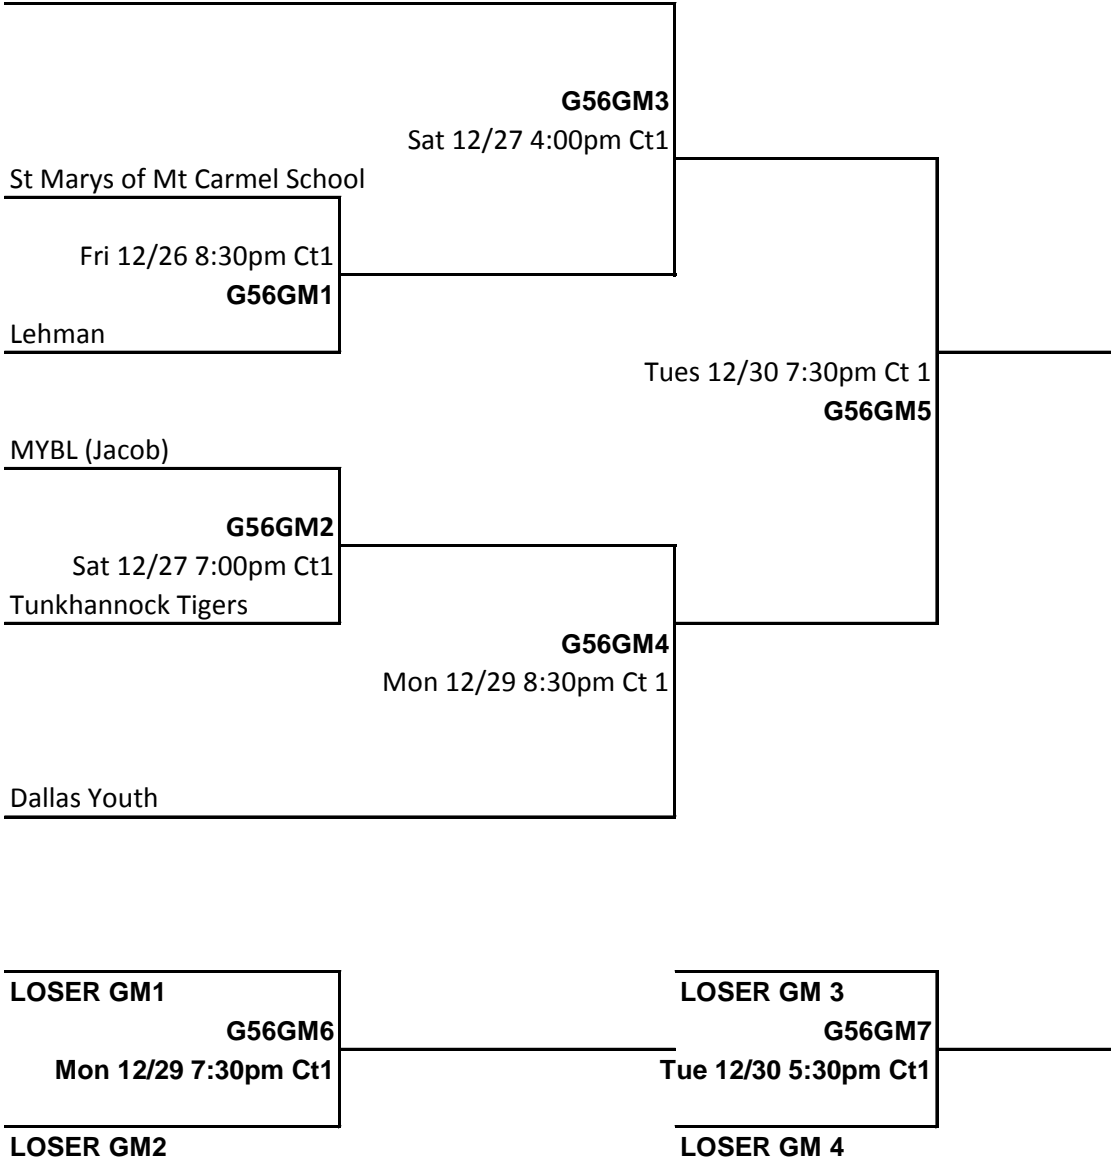 G56GM3
Sat 12/27 4:00pm Ct1
St Marys of Mt Carmel School
Fri 12/26 8:30pm Ct1
G56GM1
Lehman
Tues 12/30 7:30pm Ct 1
G56GM5
MYBL (Jacob)
G56GM2
Sat 12/27 7:00pm Ct1
Tunkhannock Tigers
G56GM4
Mon 12/29 8:30pm Ct 1
Dallas Youth
LOSER GM1
G56GM6
Mon 12/29 7:30pm Ct1
LOSER GM2
LOSER GM 3
G56GM7
Tue 12/30 5:30pm Ct1
LOSER GM 4